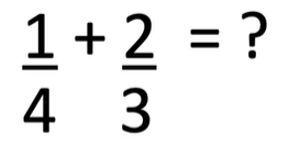 1/4 + 2/3 = ?